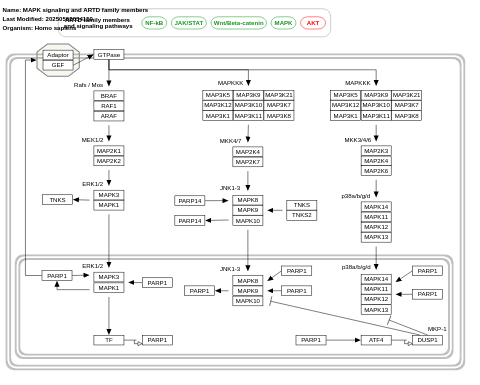 Name: MAPK signaling and ARTD family members
Last Modified: 2025
ARTD family members
and signaling pathways
Organism: Homo sapiens
NF-kB JAK/STAT Wnt/Beta-catenin MAPK AKT
Adaptor
GEF
GTPase
Rafs / Mos
BRAF
RAF1
ARAF
MAPKKK
MAP3K5 MAP3K9 MAP3K21
MAP3K12 MAP3K10 MAP3K7
MAP3K1 MAP3K11 MAP3K8
MAPKKK
MAP3K5 MAP3K9 MAP3K21
MAP3K12 MAP3K10 MAP3K7
MAP3K1 MAP3K11 MAP3K8
MEK1/2
MAP2K1
MAP2K2
MKK4/7
MAP2K4
MAP2K7
MKK3/4/6
MAP2K3
MAP2K4
MAP2K6
ERK1/2
MAPK3
MAPK1
TNKS
JNK1-3
MAPK8
MAPK9
MAPK10
PARP14
PARP14
TNKS
TNKS2
p38a/b/g/d
MAPK14
MAPK11
MAPK12
MAPK13
ERK1/2
PARP1
MAPK3
MAPK1
PARP1
JNK1-3
MAPK8
MAPK9
MAPK10
PARP1
PARP1
PARP1
p38a/b/g/d
MAPK14
MAPK11
MAPK12
MAPK13
PARP1
PARP1
MKP-1
TF
PARP1
PARP1
ATF4
DUSP1